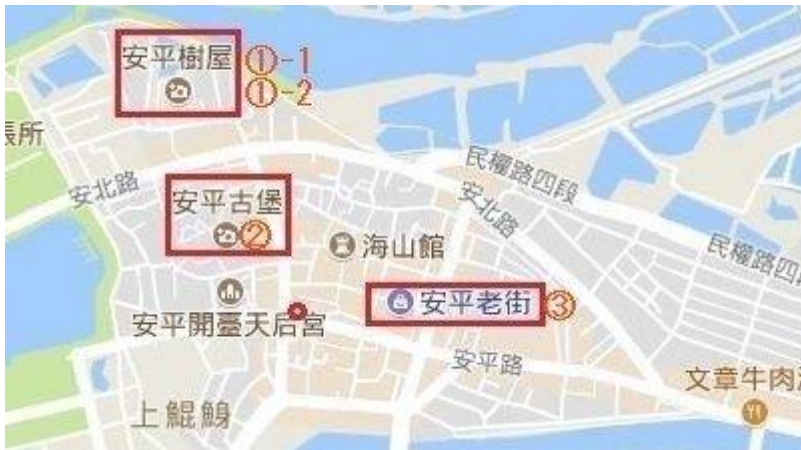 安平樹屋 ①-1
①-2
長所
民權路四段
安北路
安平古堡
②
安北路
海山館
民權路四
安平老街 ③
安平開臺天后宮
安平路
文章牛肉
上鯤鯓